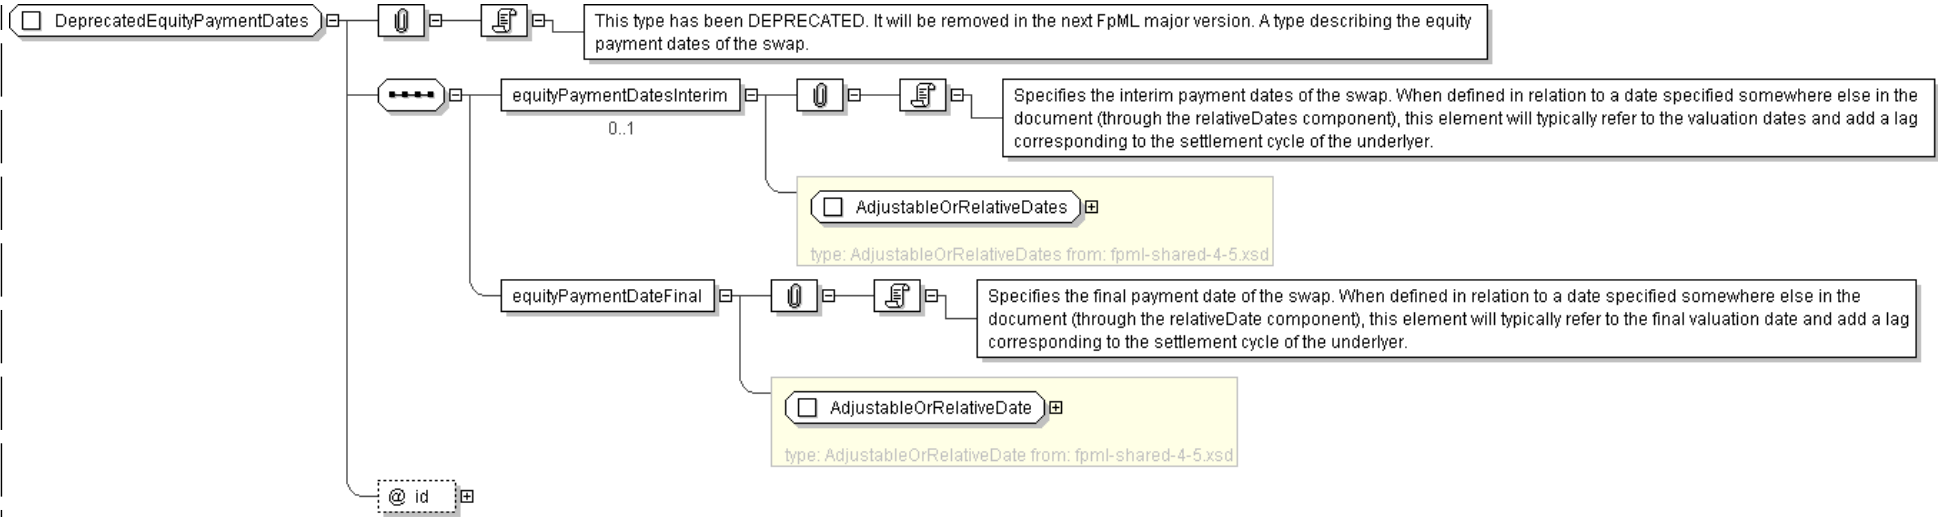 DeprecatedEquityPaymentDates
This type has been DEPRECATED. It will be removed in the next FpML major version. A type describing the equity
payment dates of the swap.
equityPaymentDatesInterim
0..1
Specifies the interim payment dates of the swap. When defined in relation to a date specified somewhere else in the
document (through the relativeDates component), this element will typically refer to the valuation dates and add a lag
corresponding to the settlement cycle of the underlyer.
AdjustableOrRelativeDates
type: AdjustableOrRelativeDates from: fpml-shared-4-5.xsd
equityPaymentDateFinal
Specifies the final payment date of the swap. When defined in relation to a date specified somewhere else in the
document (through the relativeDate component), this element will typically refer to the final valuation date and add a lag
corresponding to the settlement cycle of the underlyer.
AdjustableOrRelativeDate
type: AdjustableOrRelativeDate from: fpml-shared-4-5.xsd
@ id